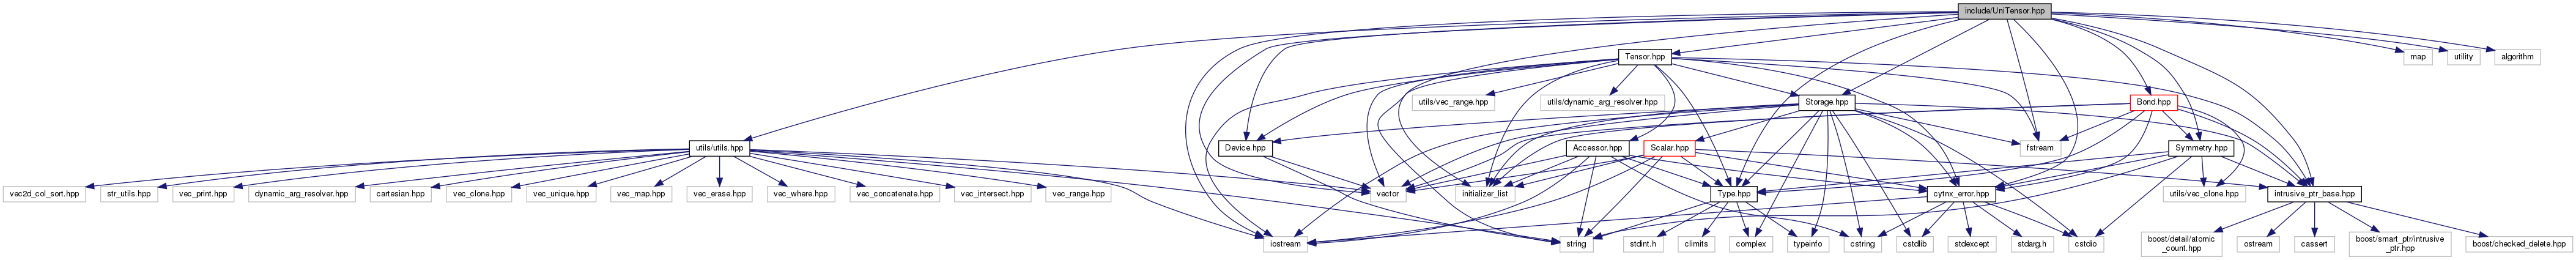 include/UniTensor.hpp
Tensor.hpp
map
utility
algorithm
utils/vec_range.hpp
utils/dynamic_arg_resolver.hpp
Storage.hpp
Bond.hpp
utils/utils.hpp
Device.hpp
Accessor.hpp
Scalar.hpp
fstream
Symmetry.hpp
vec2d_col_sort.hpp
str_utils.hpp
vec_print.hpp
dynamic_arg_resolver.hpp
cartesian.hpp
vec_clone.hpp
vec_unique.hpp
vec_map.hpp
vec_erase.hpp
vec_where.hpp
vec_concatenate.hpp
vec_intersect.hpp
vec_range.hpp
vector
initializer_list
Type.hpp
cytnx_error.hpp
utils/vec_clone.hpp
intrusive_ptr_base.hpp
iostream
string
stdint.h
climits
complex
typeinfo
cstring
cstdlib
stdexcept
stdarg.h
cstdio
boost/detail/atomic
_count.hpp
ostream
cassert
boost/smart_ptr/intrusive
_ptr.hpp
boost/checked_delete.hpp